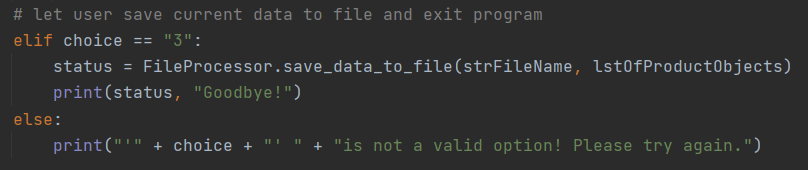 # let user save current data to file and exit program
elif choice == "3":
    status = FileProcessor.save_data_to_file(strFileName, lstOfProductObjects)
    print(status, "Goodbye!")
else:
    print("'" + choice + "' " + "is not a valid option! Please try again.")